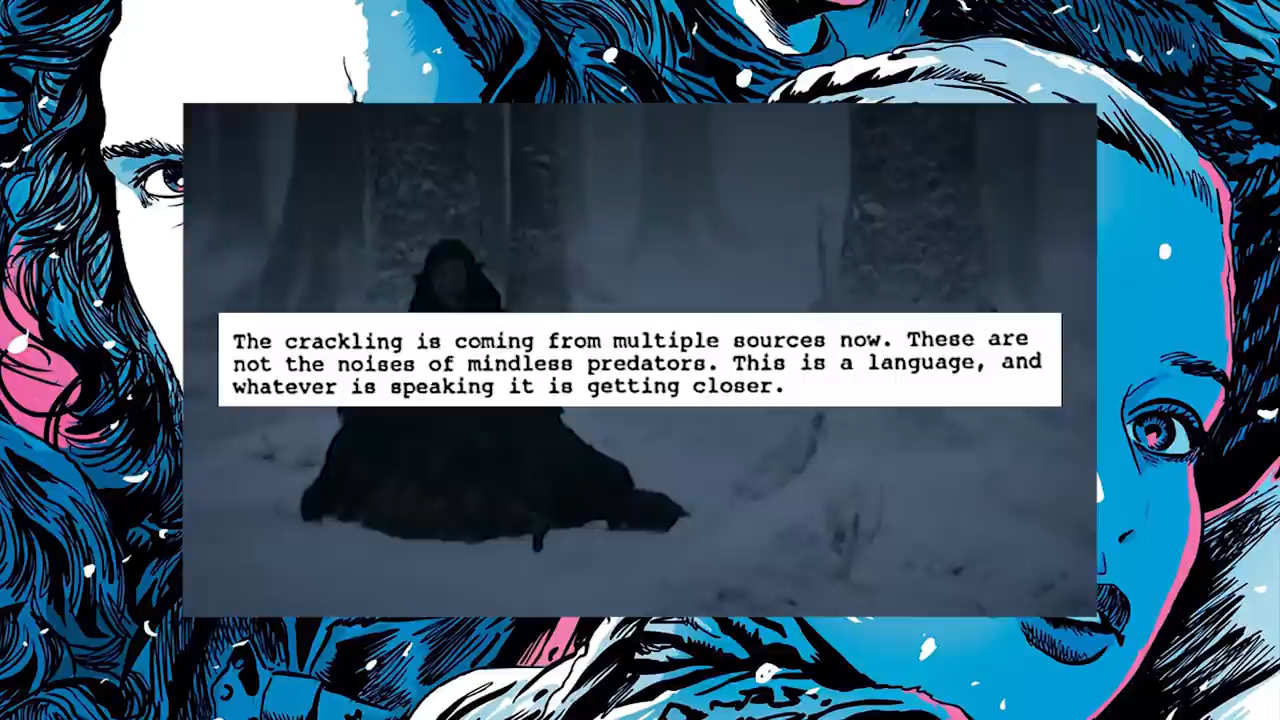 The crackling is coming from multiple sources now. These are
not the noises of mindless predators. This is a language, and
whatever is speaking it is getting closer.